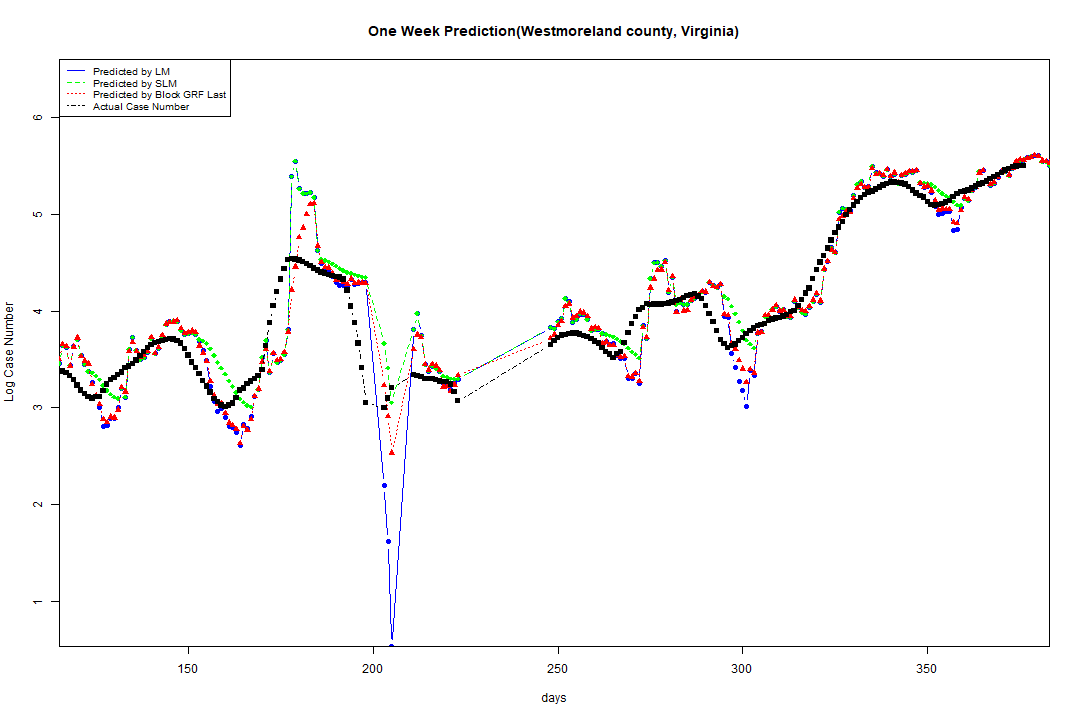 One Week Prediction(Westmoreland county, Virginia)
Predicted by LM
Predicted by SLM
Predicted by Block GRF Last
Actual Case Number
Log Case Number
6
5
4
3
2
1
150 200 250 300 350
days